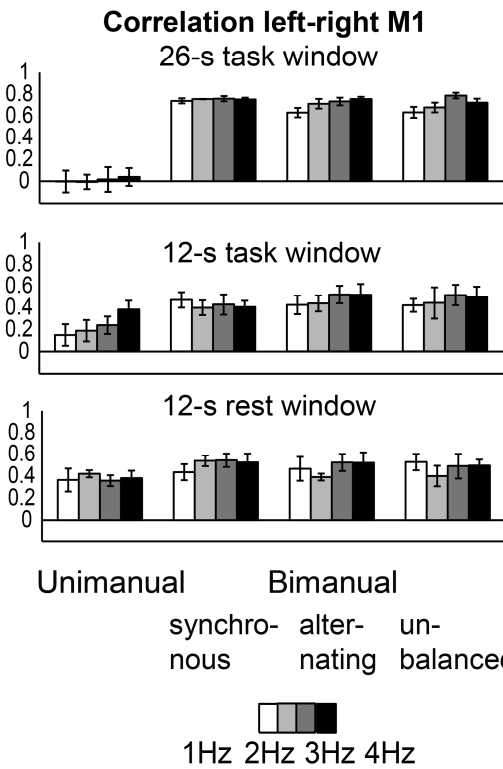 Correlation left-right M1
26-s task window
1
0.8
0.6
0.4
0.2
0
12-s task window
1
0.8
0.6
0.4
0.2
0
12-s rest window
1
0.8
0.6
0.4
0.2
0
Unimanual Bimanual
synchro- alter- un-
nous nating balanced
1Hz 2Hz 3Hz 4Hz